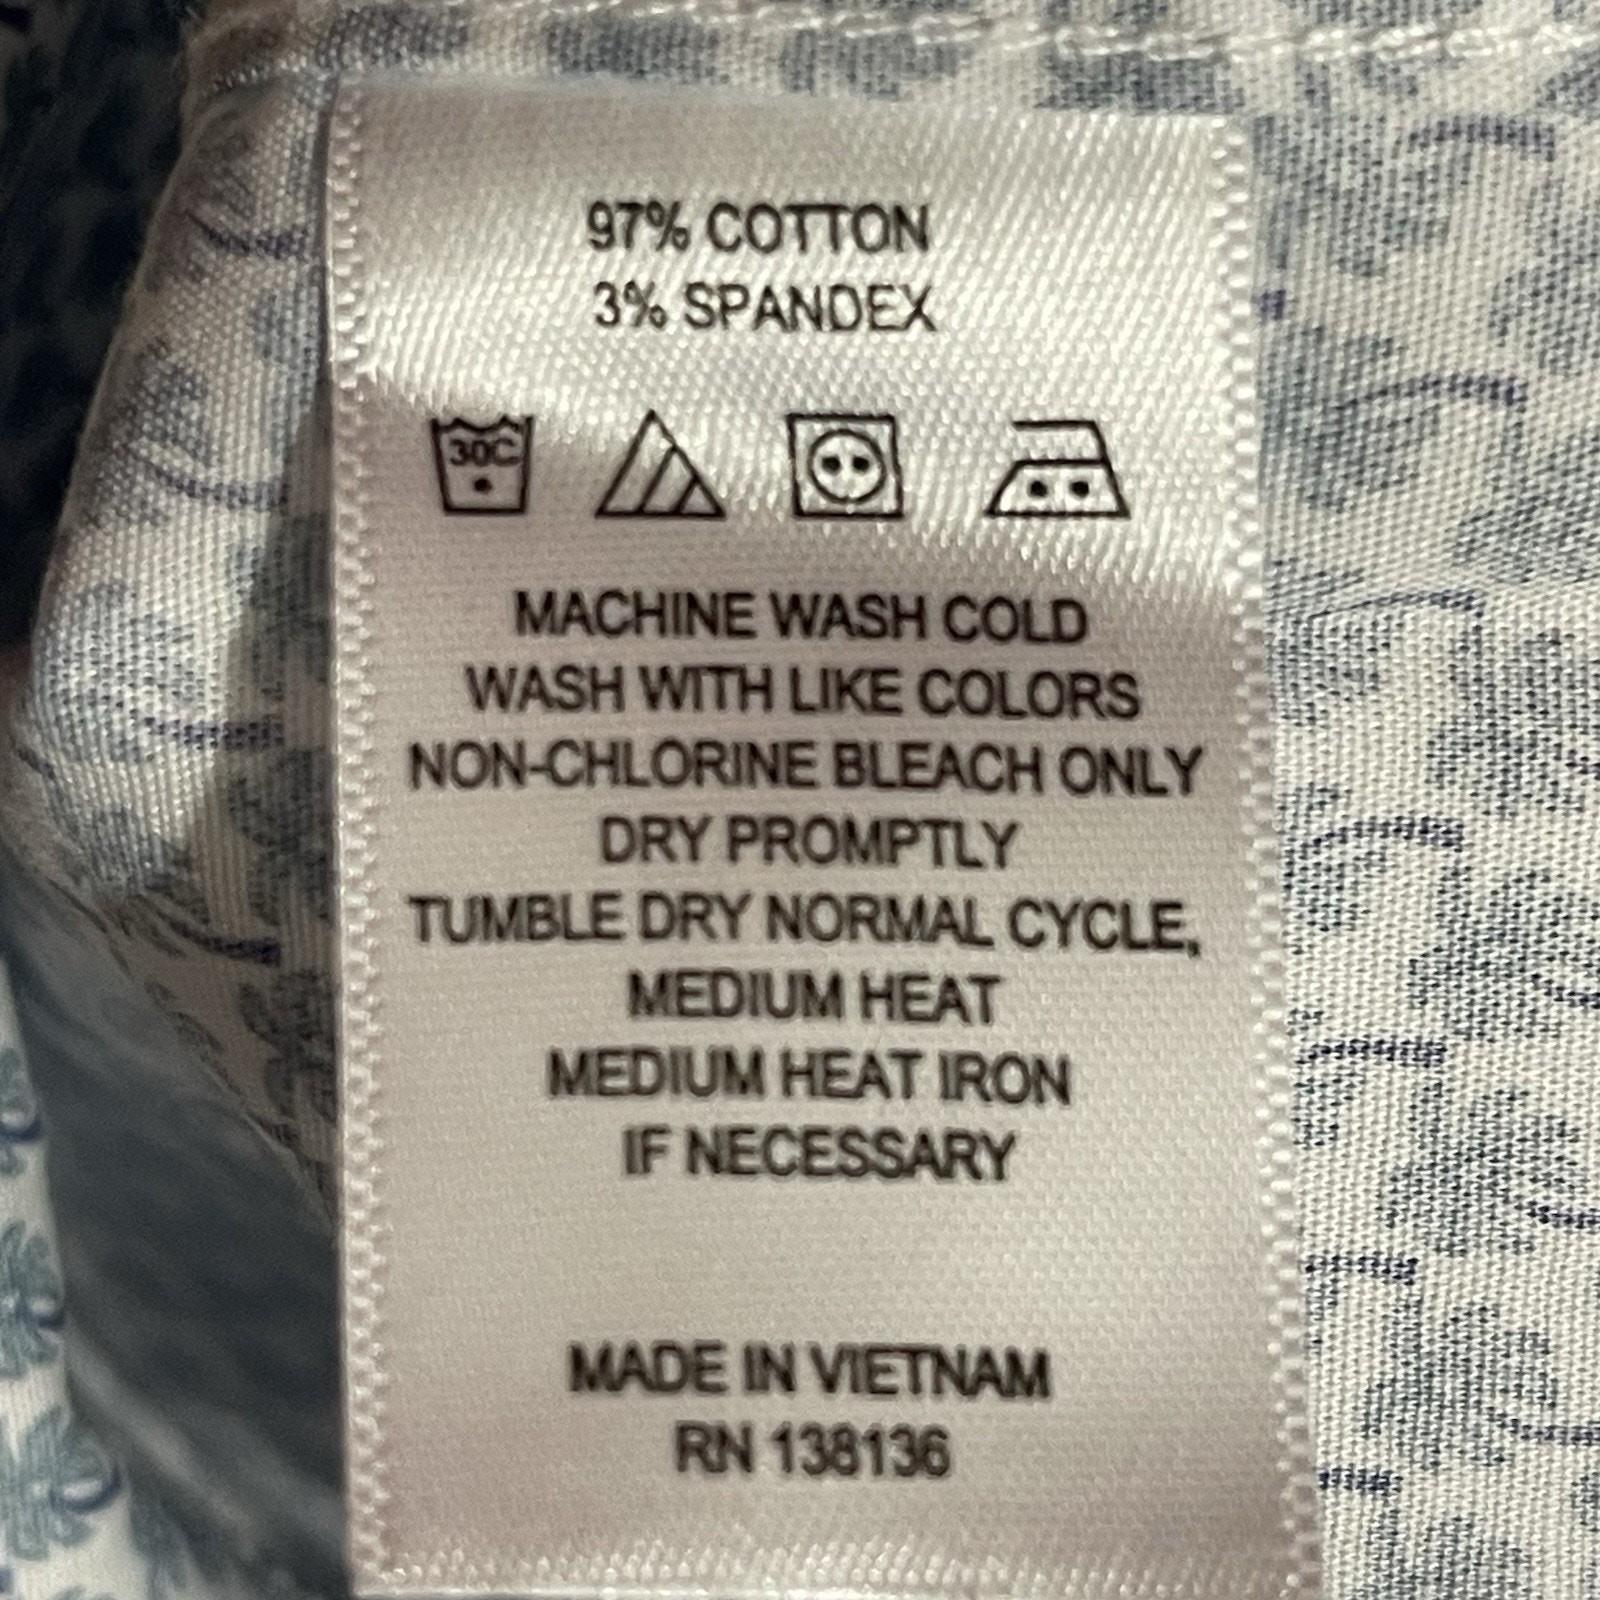 97% COTTON
3% SPANDEX
30C
MACHINE WASH COLD
WASH WITH LIKE COLORS
NON-CHLORINE BLEACH ONLY
DRY PROMPTLY
TUMBLE DRY NORMAL CYCLE,
MEDIUM HEAT
MEDIUM HEAT IRON
IF NECESSARY
MADE IN VIETNAM
RN 138136